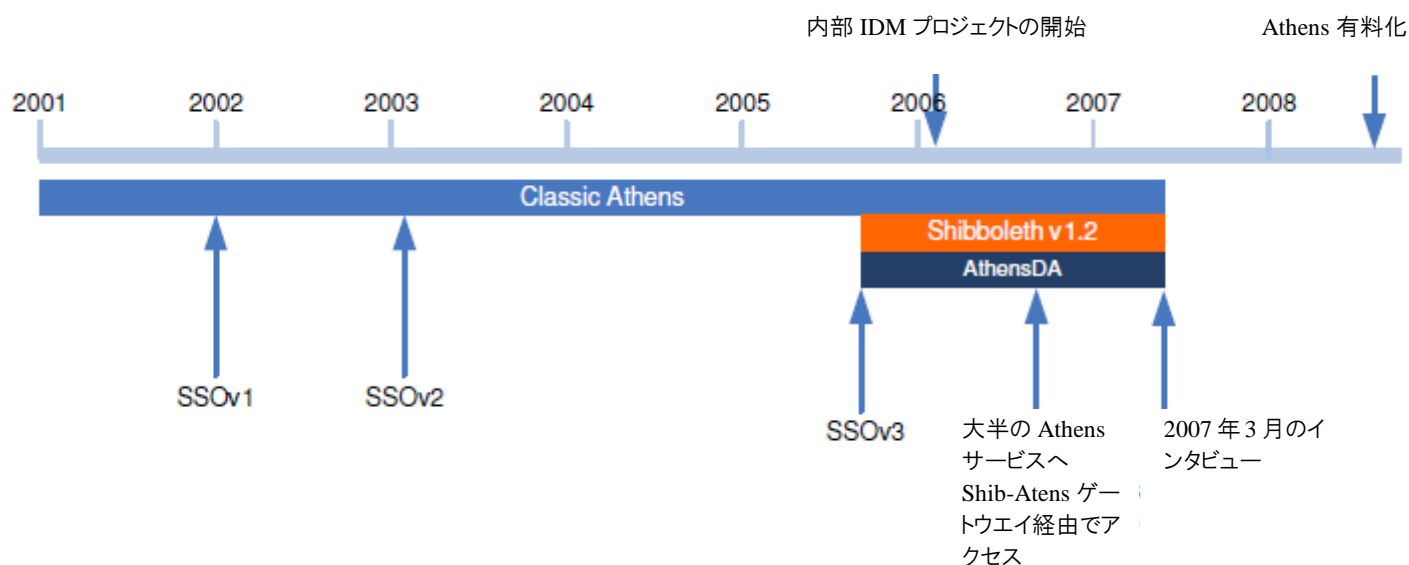 内部 IDM プロジェクトの開始
Athens 有料化
2001 2002 2003 2004 2005 2006 2007 2008
Classic Athens
Shibboleth v1.2
AthensDA
SSOv1
SSOv2
SSOv3
大半の Athens
サービスへ
Shib-Atens ゲー
トウエイ経由でア
クセス
2007 年 3 月のイ
ンタビュー